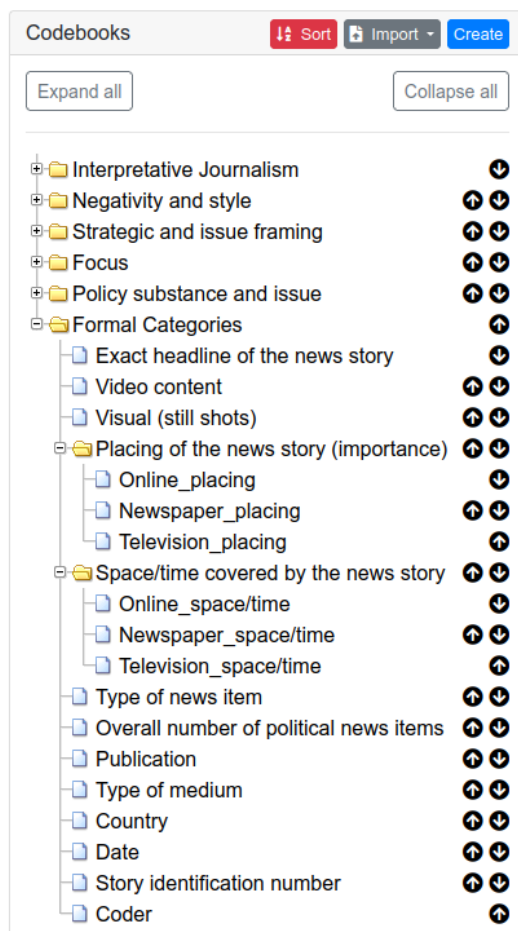 Codebooks Sort Import Create
Expand all Collapse all
Interpretative Journalism
Negativity and style
Strategic and issue framing
Focus
Policy substance and issue
Formal Categories
Exact headline of the news story
Video content
Visual (still shots)
Placing of the news story (importance)
Online_placing
Newspaper_placing
Television_placing
Space/time covered by the news story
Online_space/time
Newspaper_space/time
Television_space/time
Type of news item
Overall number of political news items
Publication
Type of medium
Country
Date
Story identification number
Coder